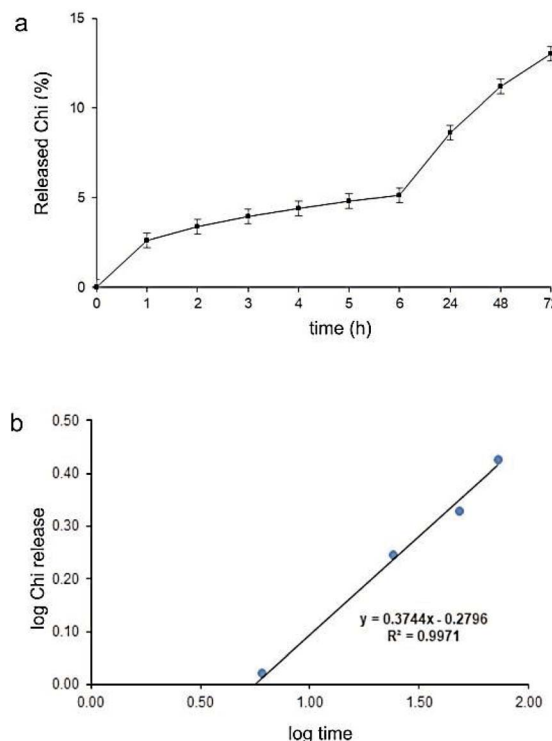 a
15
10
5
0
Released Chi (%)
0 1 2 3 4 5 6 24 48 72
time (h)
b
0.50
0.40
0.30
0.20
0.10
0.00
log Chi release
y = 0.3744x - 0.2796
R² = 0.9971
0.00 0.50 1.00 1.50 2.00
log time